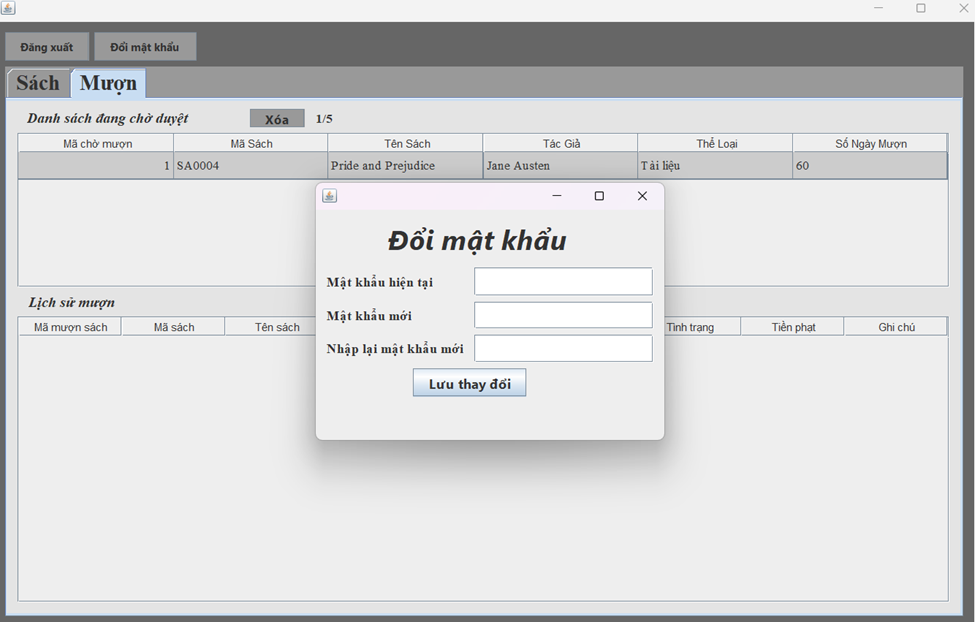 Đăng xuất Đổi mật khẩu
Sách Mượn
Danh sách đang chờ duyệt Xóa 1/5
Mã chờ mượn Mã Sách Tên Sách Tác Giả Thể Loại Số Ngày Mượn
1 SA0004 Pride and Prejudice Jane Austen Tài liệu 60
Đổi mật khẩu
Mật khẩu hiện tại
Mật khẩu mới
Nhập lại mật khẩu mới
Lưu thay đổi
Lịch sử mượn
Mã mượn sách Mã sách Tên sách Tình trạng Tiền phạt Ghi chú